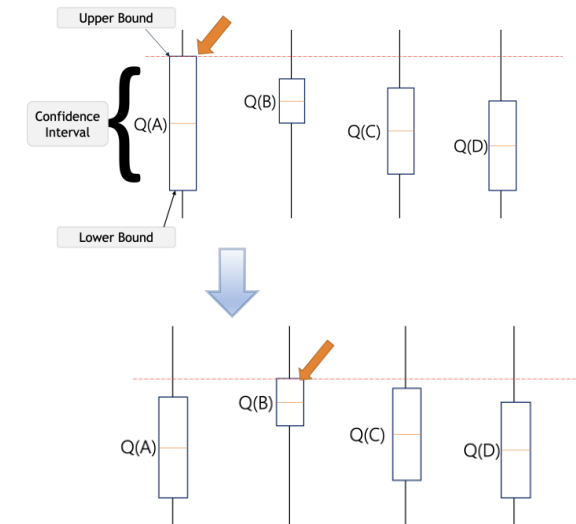 Upper Bound
Confidence
Interval
Q(A)
Q(B)
Q(C)
Q(D)
Lower Bound
Q(A)
Q(B)
Q(C)
Q(D)